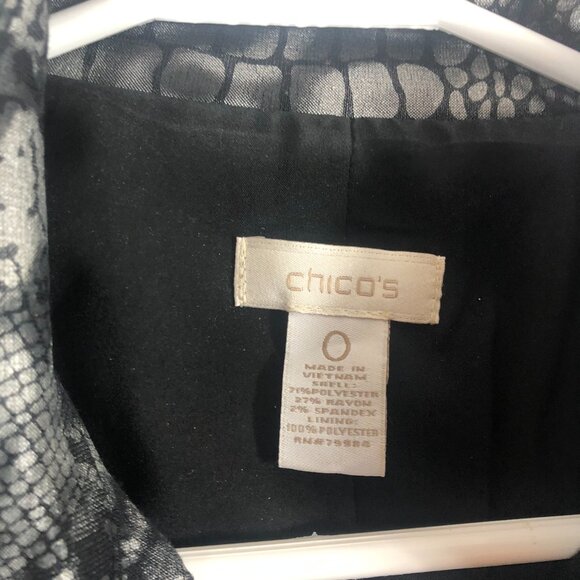 chico's
0
MADE IN
VIETNAM
SHELL:
71%POLYESTER
27% RAYON
2% SPANDEX
LINING:
100%POLYESTER
RN#79984